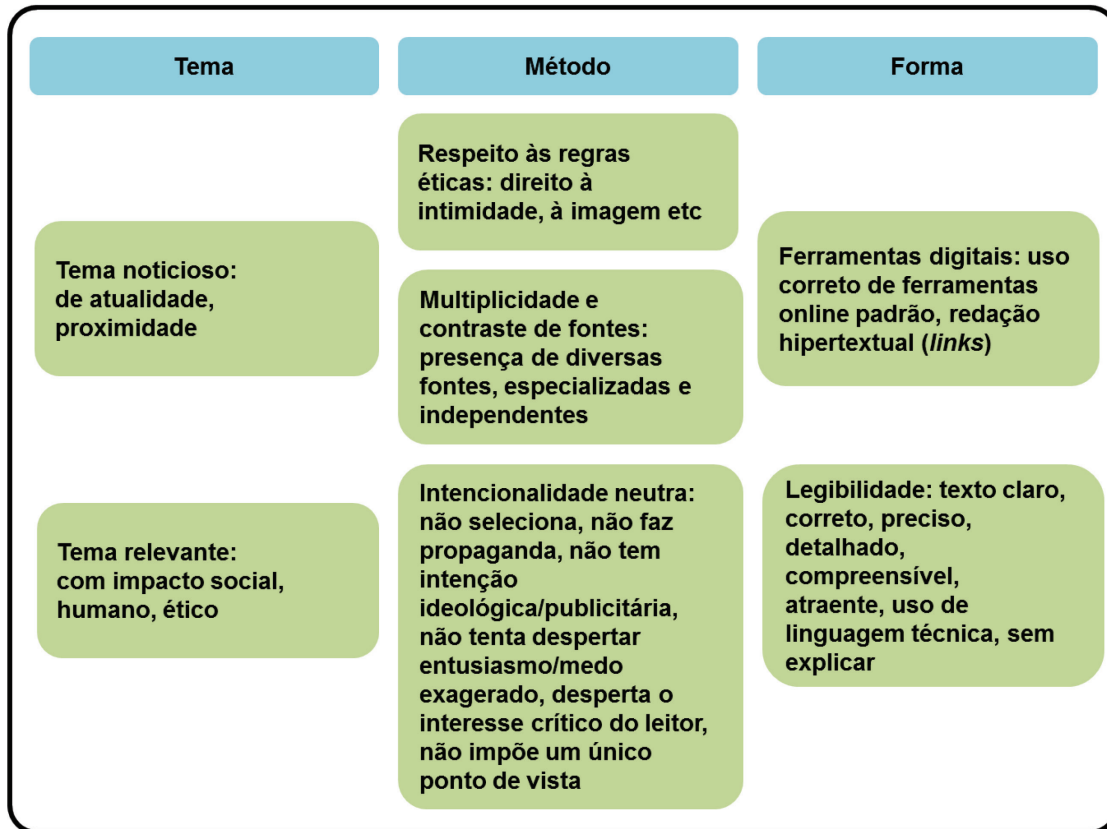 Tema
Método
Forma
Tema noticioso:
de atualidade,
proximidade
Tema relevante:
com impacto social,
humano, ético
Respeito às regras
éticas: direito à
intimidade, à imagem etc
Multiplicidade e
contraste de fontes:
presença de diversas
fontes, especializadas e
independentes
Intencionalidade neutra:
não seleciona, não faz
propaganda, não tem
intenção
ideológica/publicitária,
não tenta despertar
entusiasmo/medo
exagerado, desperta o
interesse crítico do leitor,
não impõe um único
ponto de vista
Ferramentas digitais: uso
correto de ferramentas
online padrão, redação
hipertextual (links)
Legibilidade: texto claro,
correto, preciso,
detalhado,
compreensível,
atraente, uso de
linguagem técnica, sem
explicar